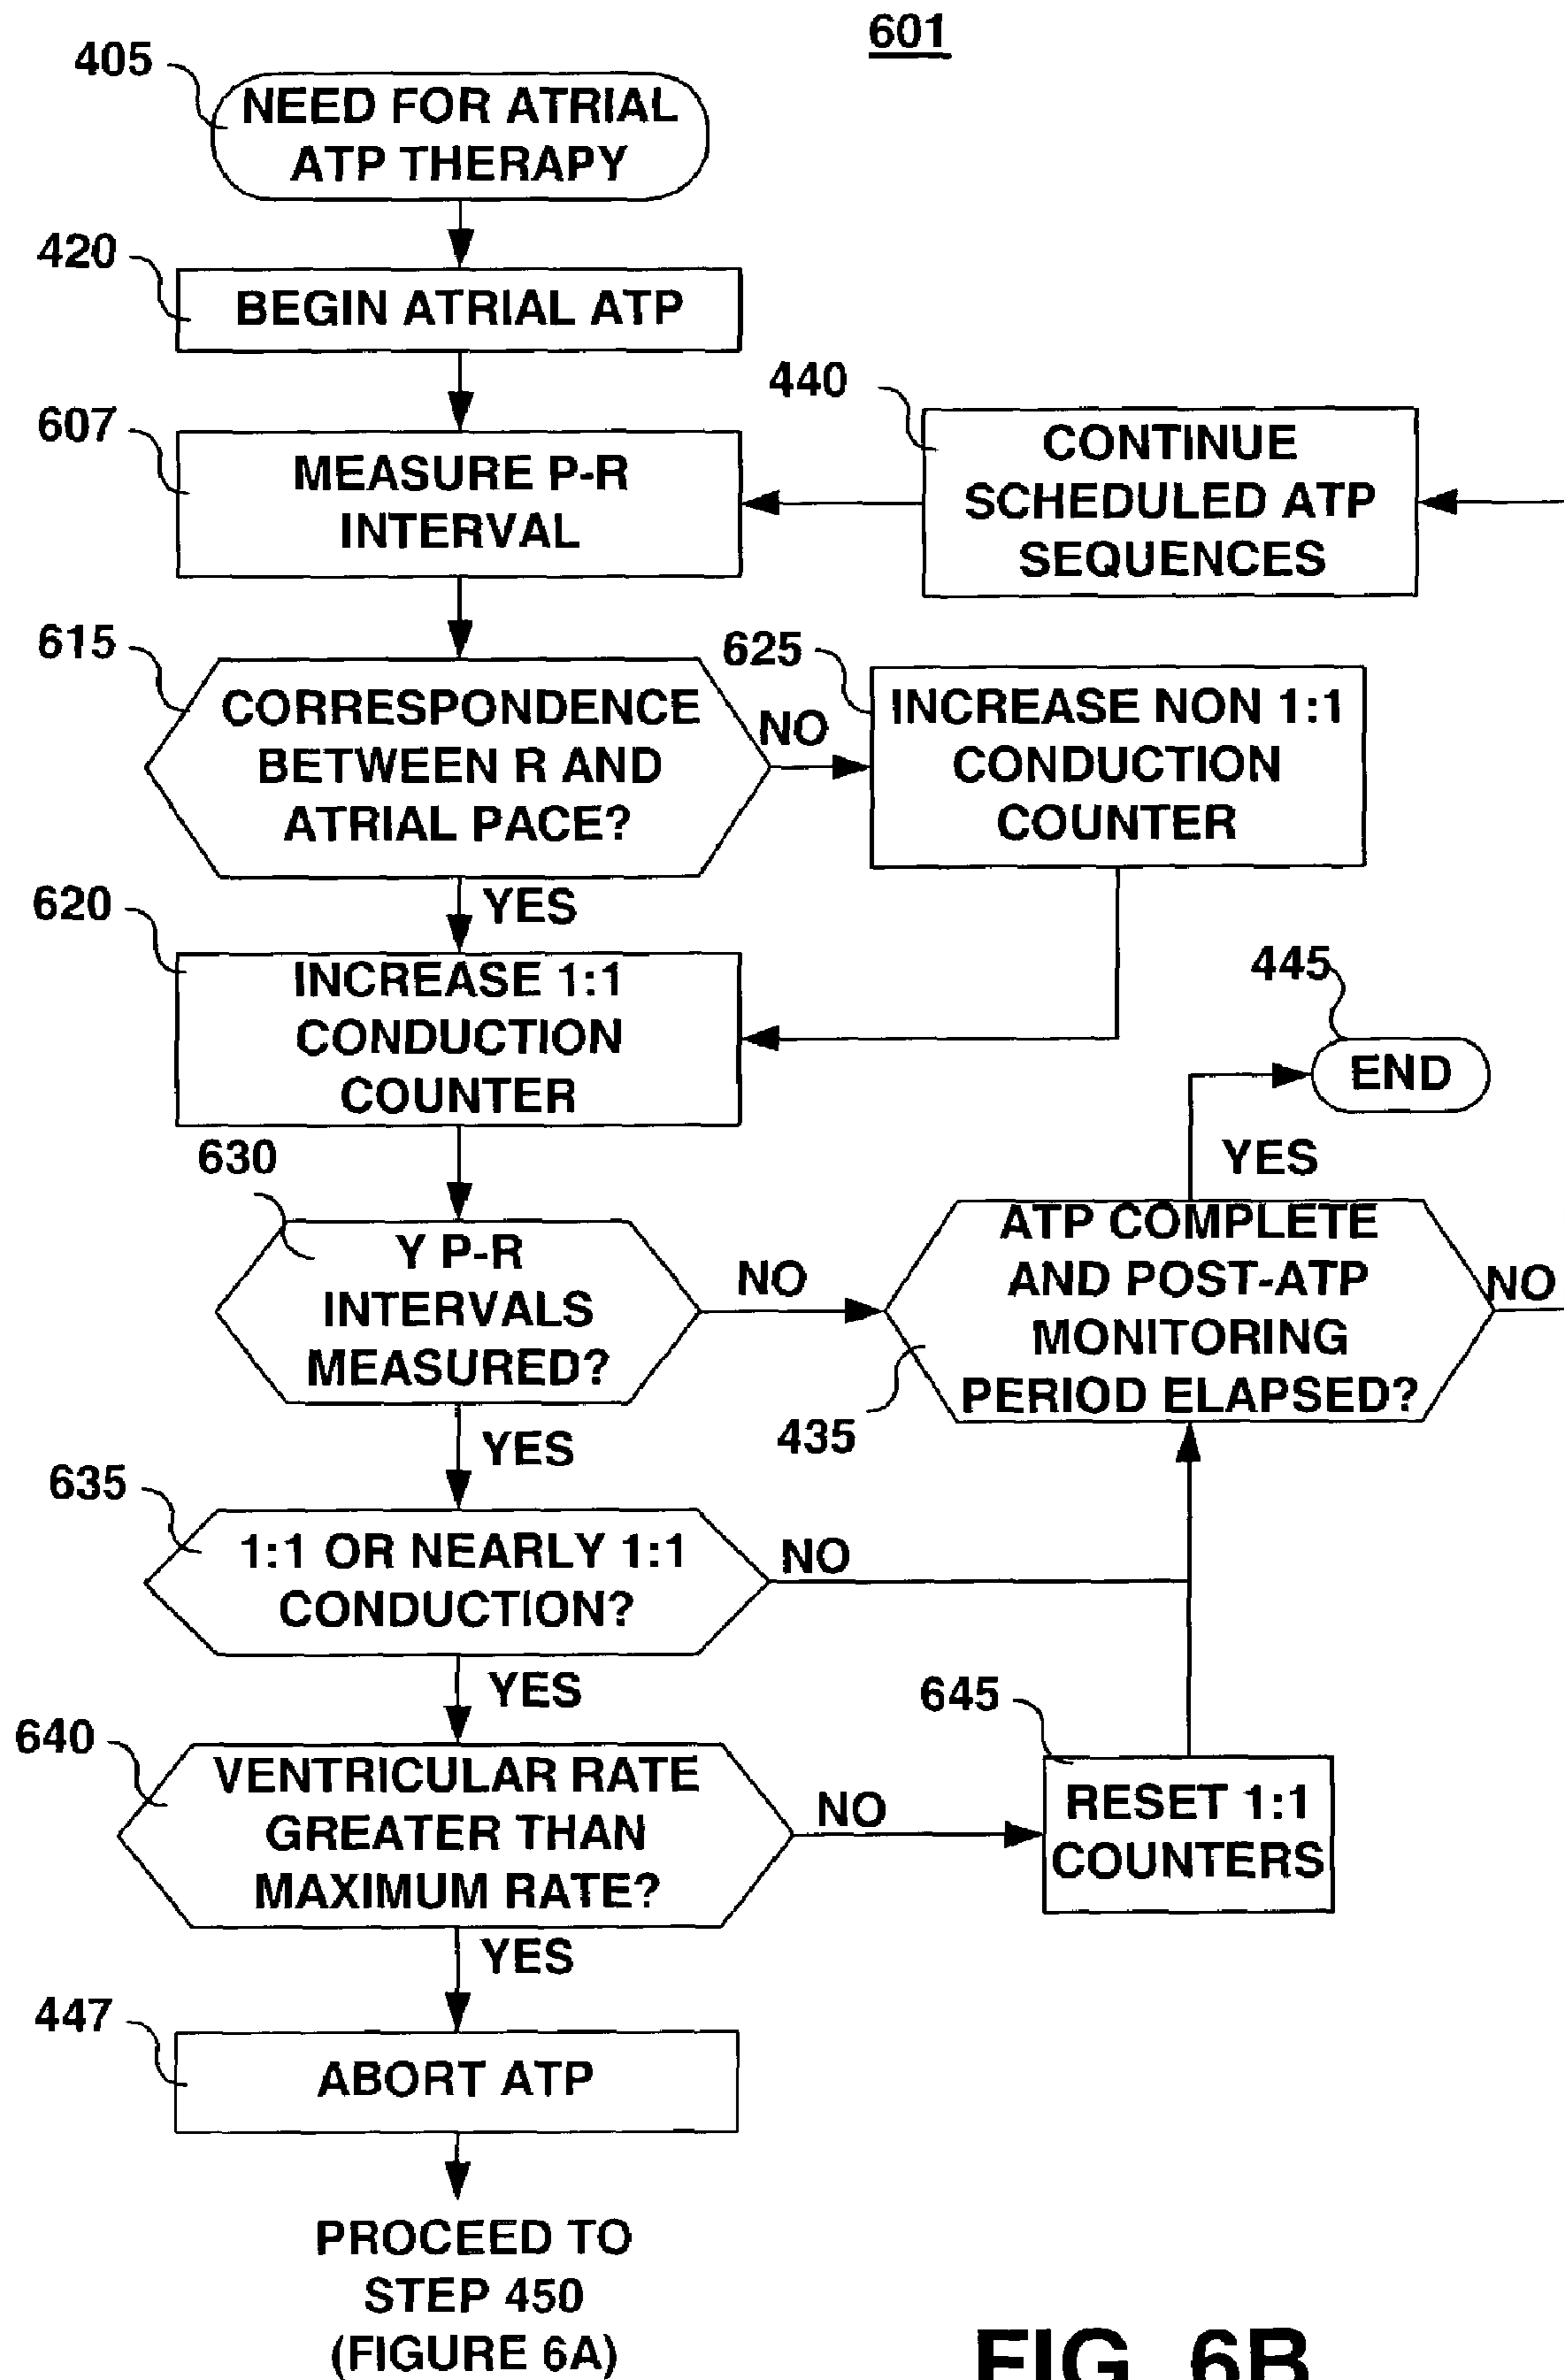 601
405
NEED FOR ATRIAL
ATP THERAPY
420
BEGIN ATRIAL ATP
607
MEASURE P-R
INTERVAL
440
CONTINUE
SCHEDULED ATP
SEQUENCES
615
CORRESPONDENCE
BETWEEN R AND
ATRIAL PACE?
NO
625
INCREASE NON 1:1
CONDUCTION
COUNTER
YES
620
INCREASE 1:1
CONDUCTION
COUNTER
445
END
YES
630
Y P-R
INTERVALS
MEASURED?
NO
ATP COMPLETE
AND POST-ATP
MONITORING
PERIOD ELAPSED?
NO
435
YES
635
1:1 OR NEARLY 1:1
CONDUCTION?
NO
YES
640
VENTRICULAR RATE
GREATER THAN
MAXIMUM RATE?
NO
645
RESET 1:1
COUNTERS
YES
447
ABORT ATP
PROCEED TO
STEP 450
(FIGURE 6A)
FIG. 6B